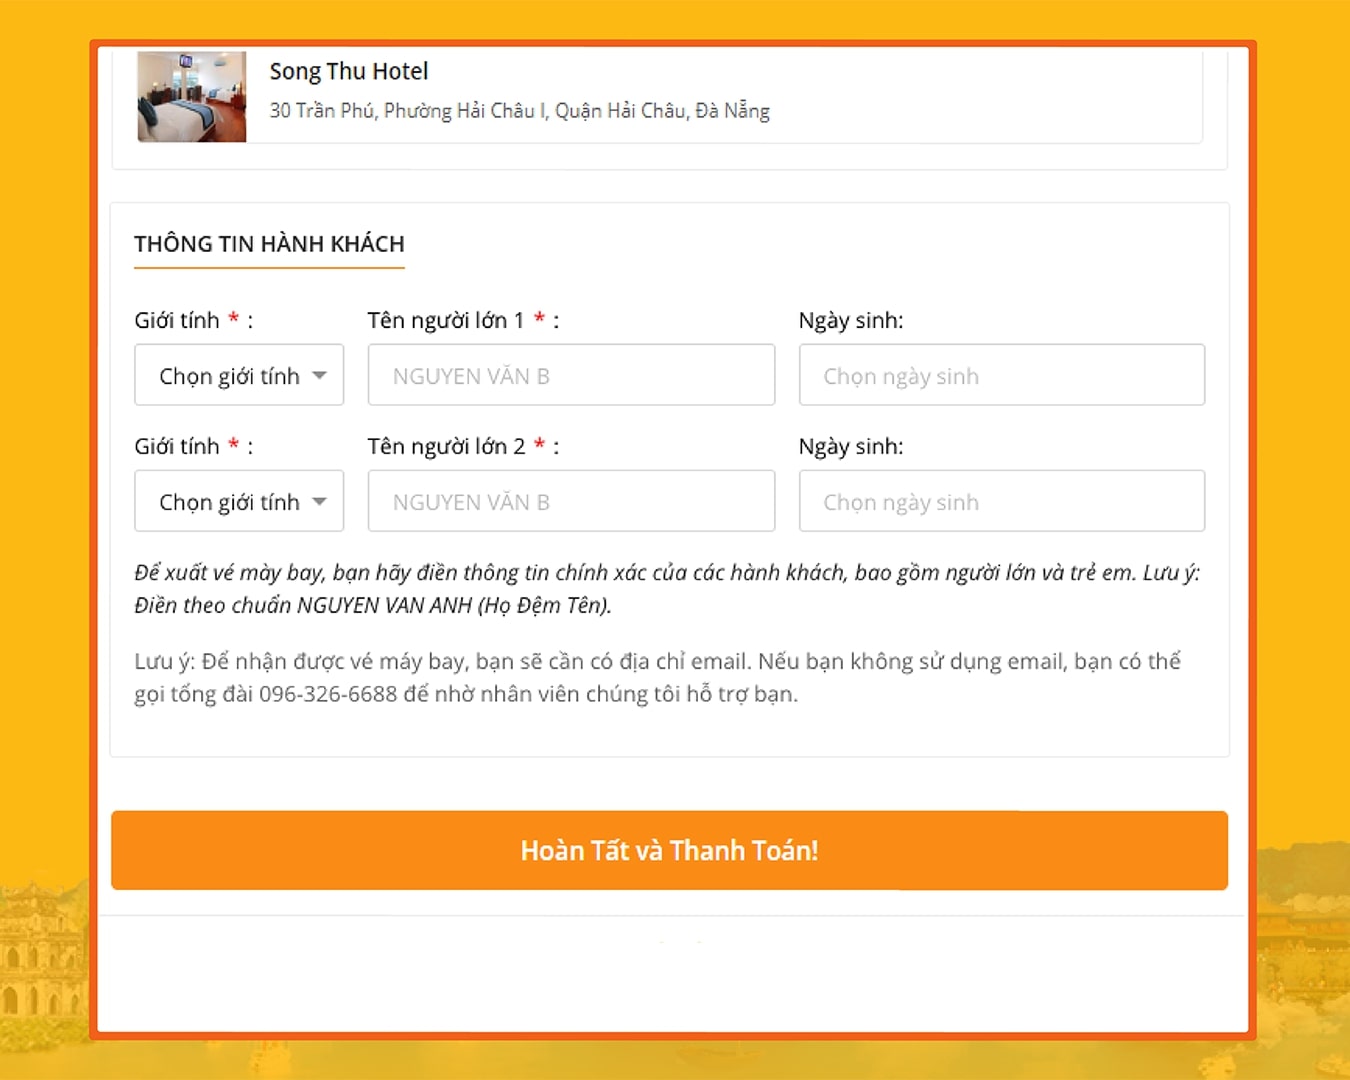 Song Thu Hotel
30 Trần Phú, Phường Hải Châu I, Quận Hải Châu, Đà Nẵng
THÔNG TIN HÀNH KHÁCH
Giới tính * : Tên người lớn 1 * : Ngày sinh:
Chọn giới tính NGUYEN VĂN B Chọn ngày sinh
Giới tính * : Tên người lớn 2 * : Ngày sinh:
Chọn giới tính NGUYEN VĂN B Chọn ngày sinh
Để xuất vé mày bay, bạn hãy điền thông tin chính xác của các hành khách, bao gồm người lớn và trẻ em. Lưu ý:
Điền theo chuẩn NGUYEN VAN ANH (Họ Đệm Tên).
Lưu ý: Để nhận được vé máy bay, bạn sẽ cần có địa chỉ email. Nếu bạn không sử dụng email, bạn có thể
gọi tổng đài 096-326-6688 để nhờ nhân viên chúng tôi hỗ trợ bạn.
Hoàn Tất và Thanh Toán!